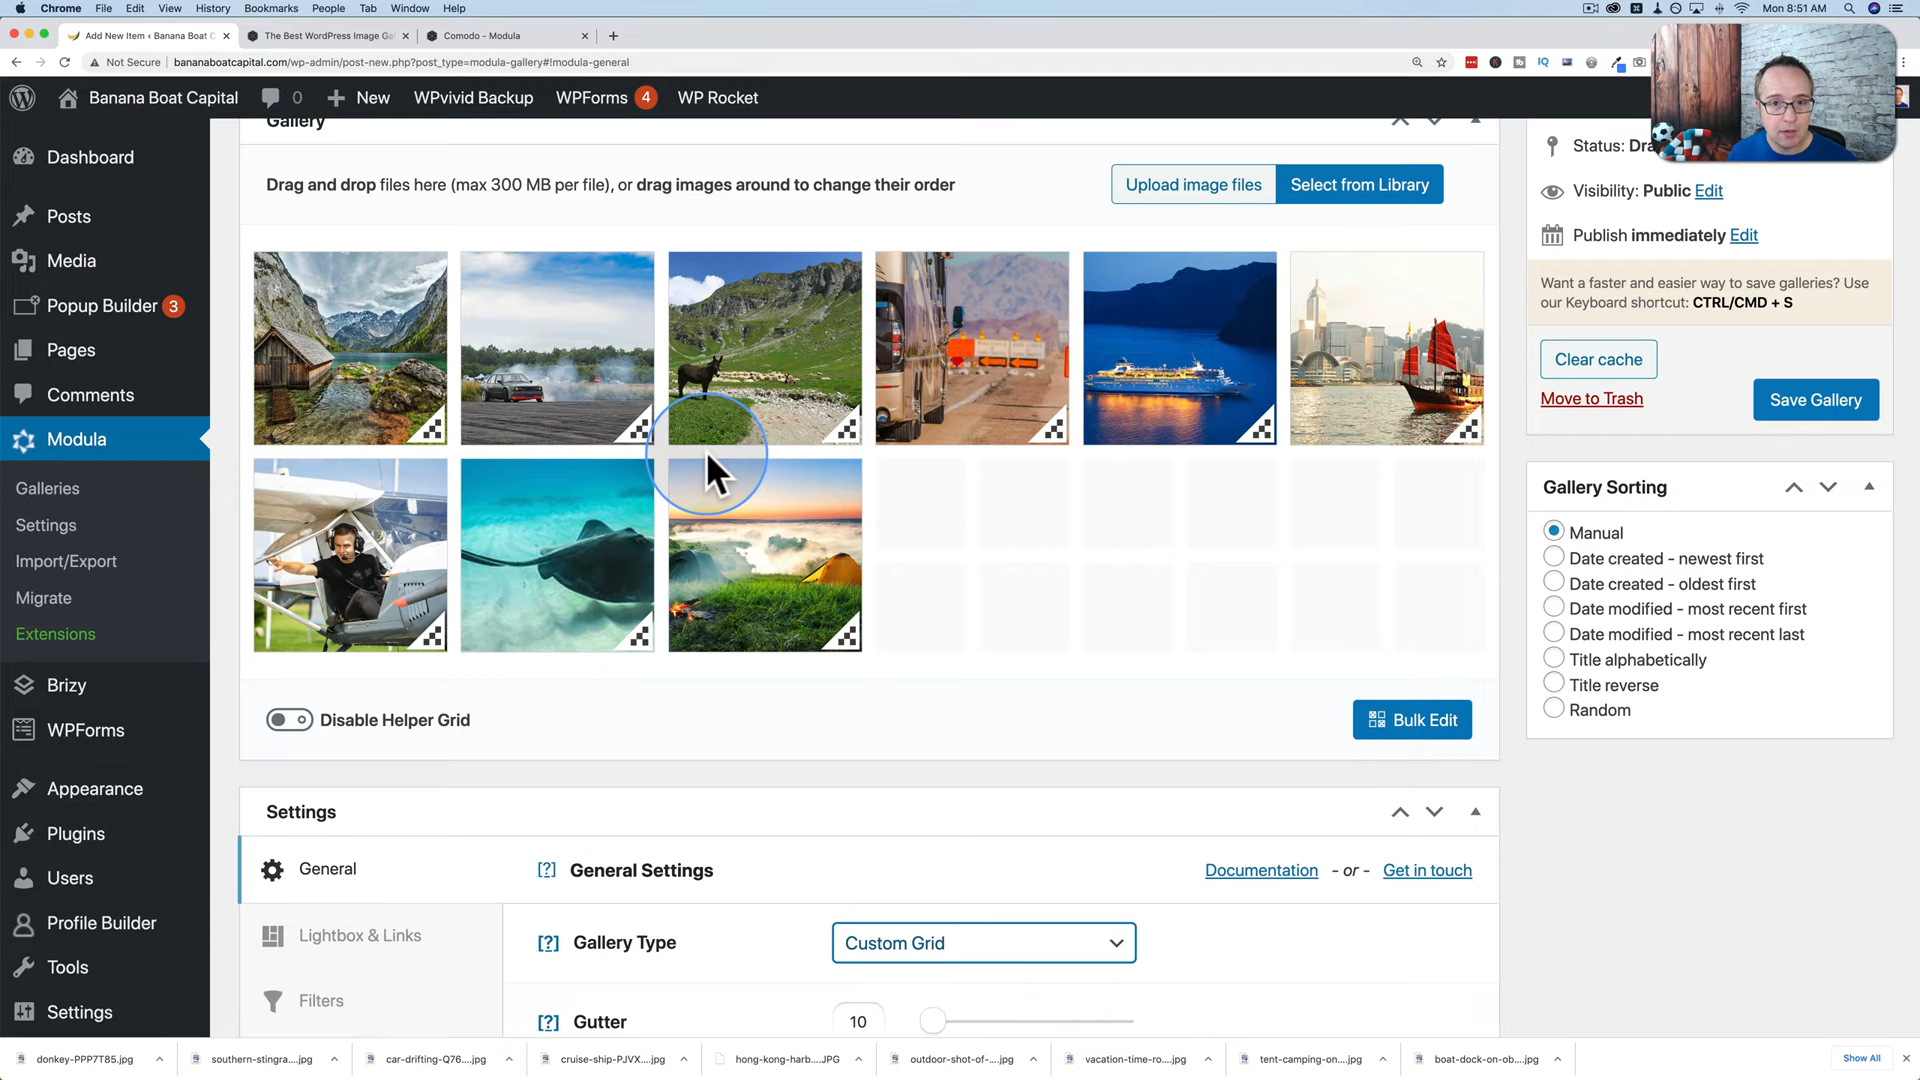 Chrome File Edit View History Bookmarks People Tab Window Help Mon 8:51 AM
Add New Item ‹ Banana Boat C The Best WordPress Image Ga Comodo - Modula
Not Secure bananaboatcapital.com/wp-admin/post-new.php?post_type=modula-gallery#!modula-general
Banana Boat Capital 0 New WPvivid Backup WPForms 4 WP Rocket
Dashboard
Posts
Media
Popup Builder 3
Pages
Comments
Modula
Galleries
Settings
Import/Export
Migrate
Extensions
Brizy
WPForms
Appearance
Plugins
Users
Profile Builder
Tools
Settings
Gallery
Drag and drop files here (max 300 MB per file), or drag images around to change their order
Upload image files Select from Library
Disable Helper Grid
Bulk Edit
Settings
General
Lightbox & Links
Filters
[?] General Settings
Documentation - or - Get in touch
[?] Gallery Type Custom Grid
[?] Gutter 10
Status: Dra
Visibility: Public Edit
Publish immediately Edit
Want a faster and easier way to save galleries? Use
our Keyboard shortcut: CTRL/CMD + S
Clear cache
Move to Trash
Save Gallery
Gallery Sorting
Manual
Date created - newest first
Date created - oldest first
Date modified - most recent first
Date modified - most recent last
Title alphabetically
Title reverse
Random
donkey-PPP7T85.jpg southern-stingra....jpg car-drifting-Q76....jpg cruise-ship-PJVX....jpg hong-kong-harb....JPG outdoor-shot-of-....jpg vacation-time-ro....jpg tent-camping-on....jpg boat-dock-on-ob....jpg Show All